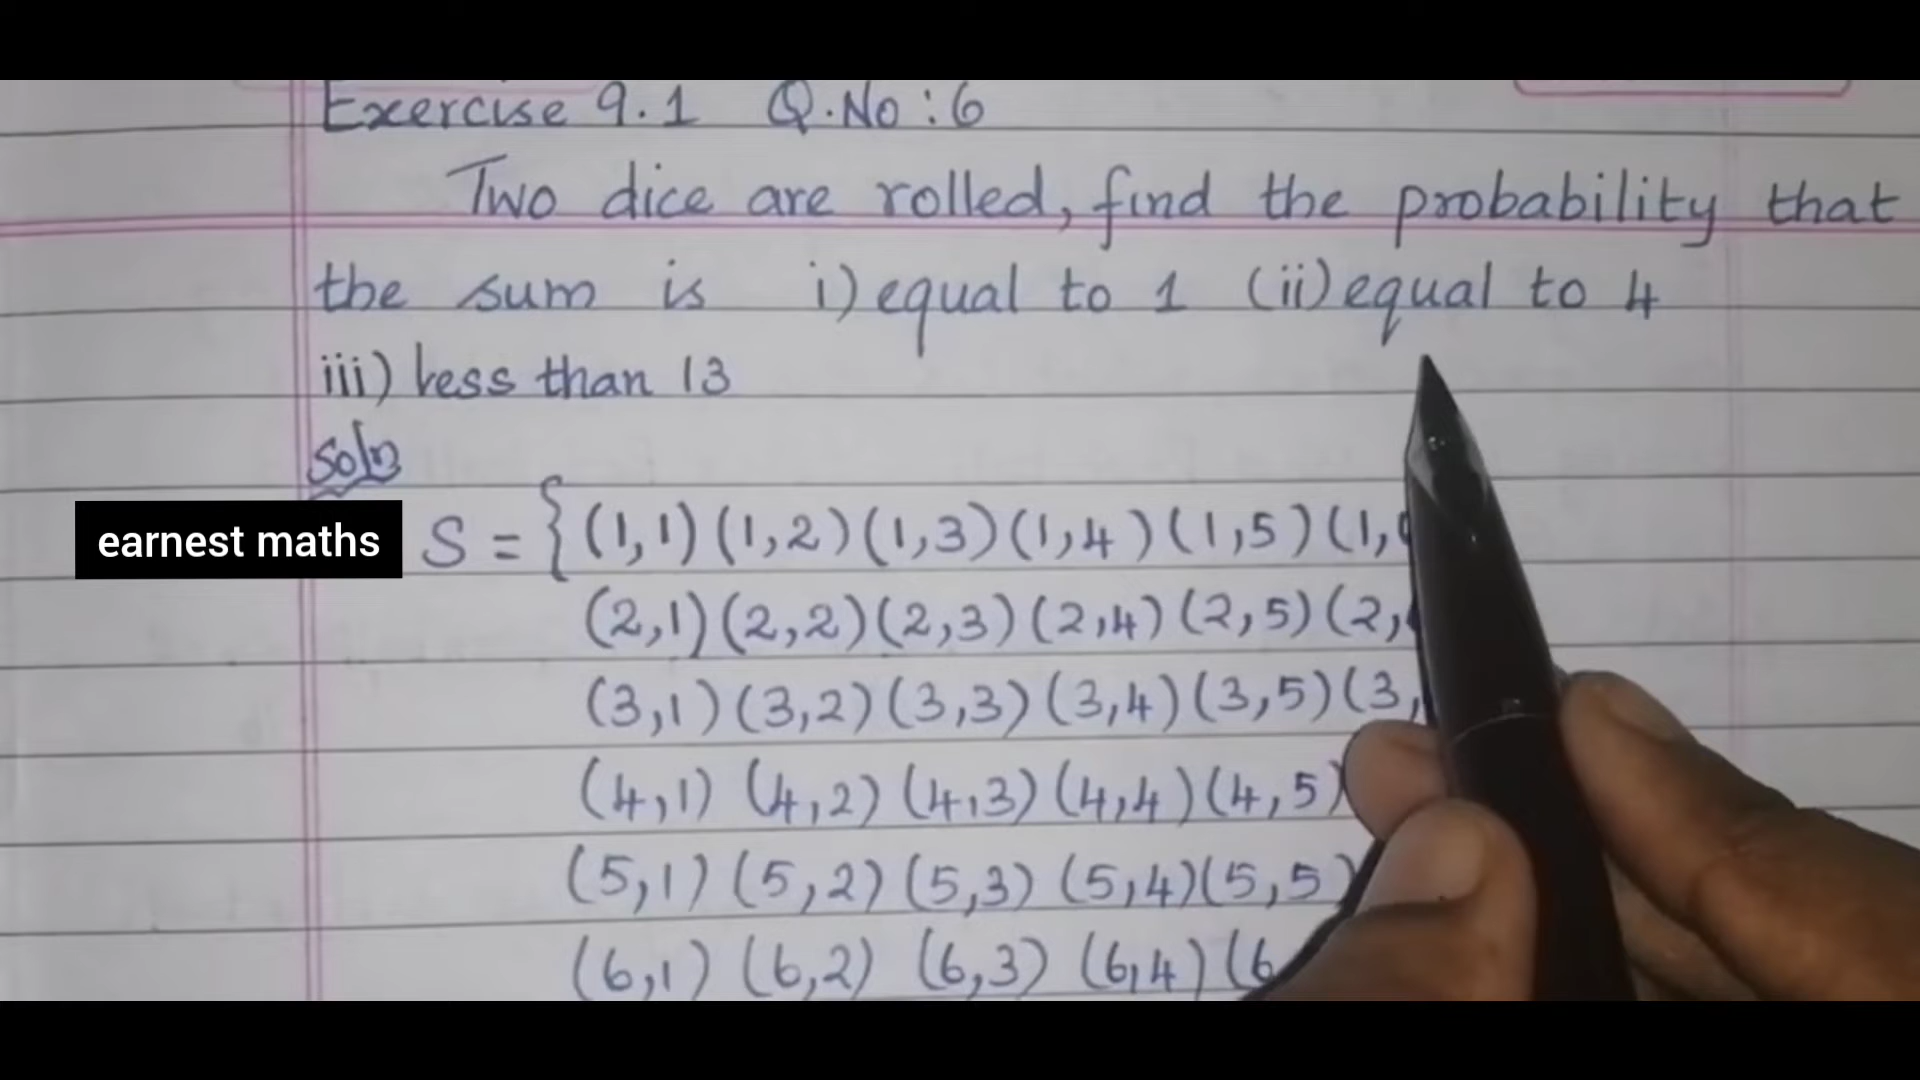 Exercise 9.1 Q.No:6
Two dice are rolled, find the probability that
the sum is i) equal to 1 (ii) equal to 4
iii) less than 13
Soln
earnest maths
S = {(1,1) (1,2) (1,3) (1,4) (1,5) (1,
(2,1) (2,2) (2,3) (2,4) (2,5) (2,
(3,1) (3,2) (3,3) (3,4) (3,5) (3,
(4,1) (4,2) (4,3) (4,4) (4,5)
(5,1) (5,2) (5,3) (5,4) (5,5)
(6,1) (6,2) (6,3) (6,4) (6